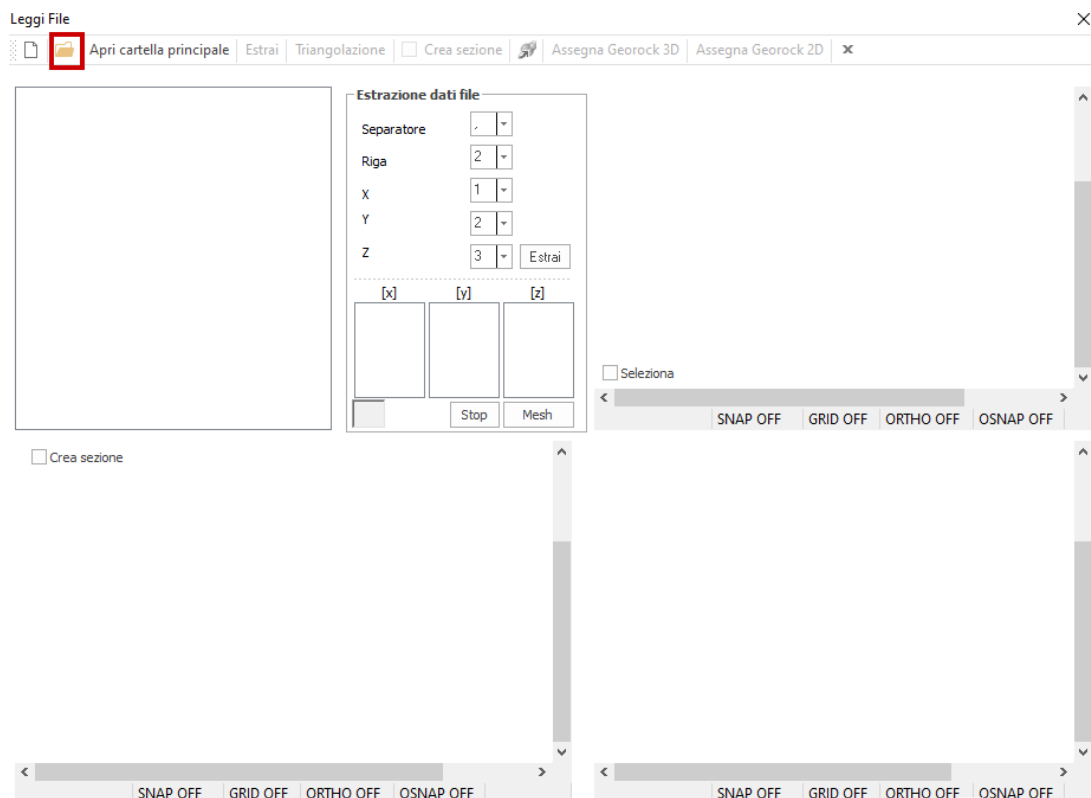 Leggi File
Apri cartella principale Estrai Triangolazione Crea sezione Assegna Georock 3D Assegna Georock 2D
Estrazione dati file
Separatore ,
Riga 2
X 1
Y 2
Z 3 Estrai
[x] [y] [z]
Stop Mesh
Seleziona
SNAP OFF GRID OFF ORTHO OFF OSNAP OFF
Crea sezione
SNAP OFF GRID OFF ORTHO OFF OSNAP OFF
SNAP OFF GRID OFF ORTHO OFF OSNAP OFF